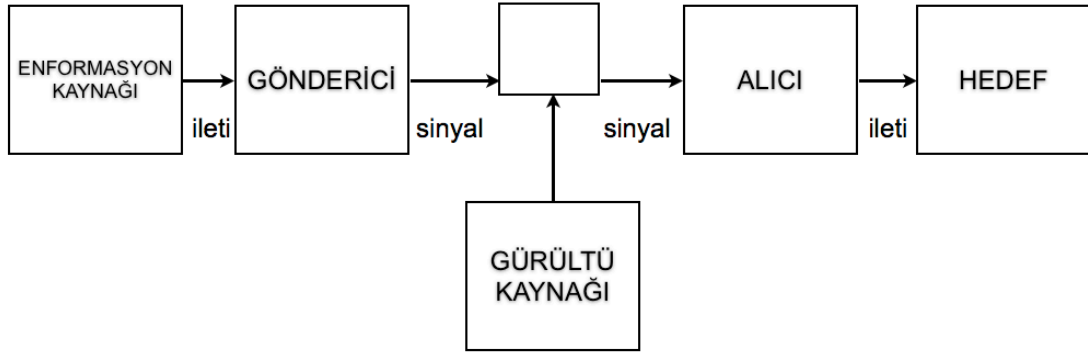 ENFORMASYON
KAYNAĞI
GÖNDERİCİ
ALICI
HEDEF
ileti
sinyal
sinyal
ileti
GÜRÜLTÜ
KAYNAĞI